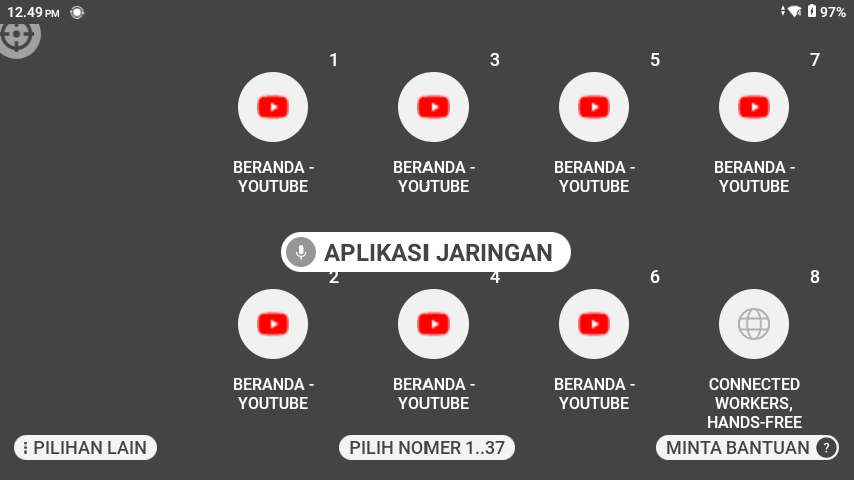 12.49 PM
97%
1
3
5
7
BERANDA -
YOUTUBE
BERANDA -
YOUTUBE
BERANDA -
YOUTUBE
BERANDA -
YOUTUBE
APLIKASI JARINGAN
2
4
6
8
BERANDA -
YOUTUBE
BERANDA -
YOUTUBE
BERANDA -
YOUTUBE
CONNECTED
WORKERS,
HANDS-FREE
PILIHAN LAIN
PILIH NOMER 1..37
MINTA BANTUAN ?